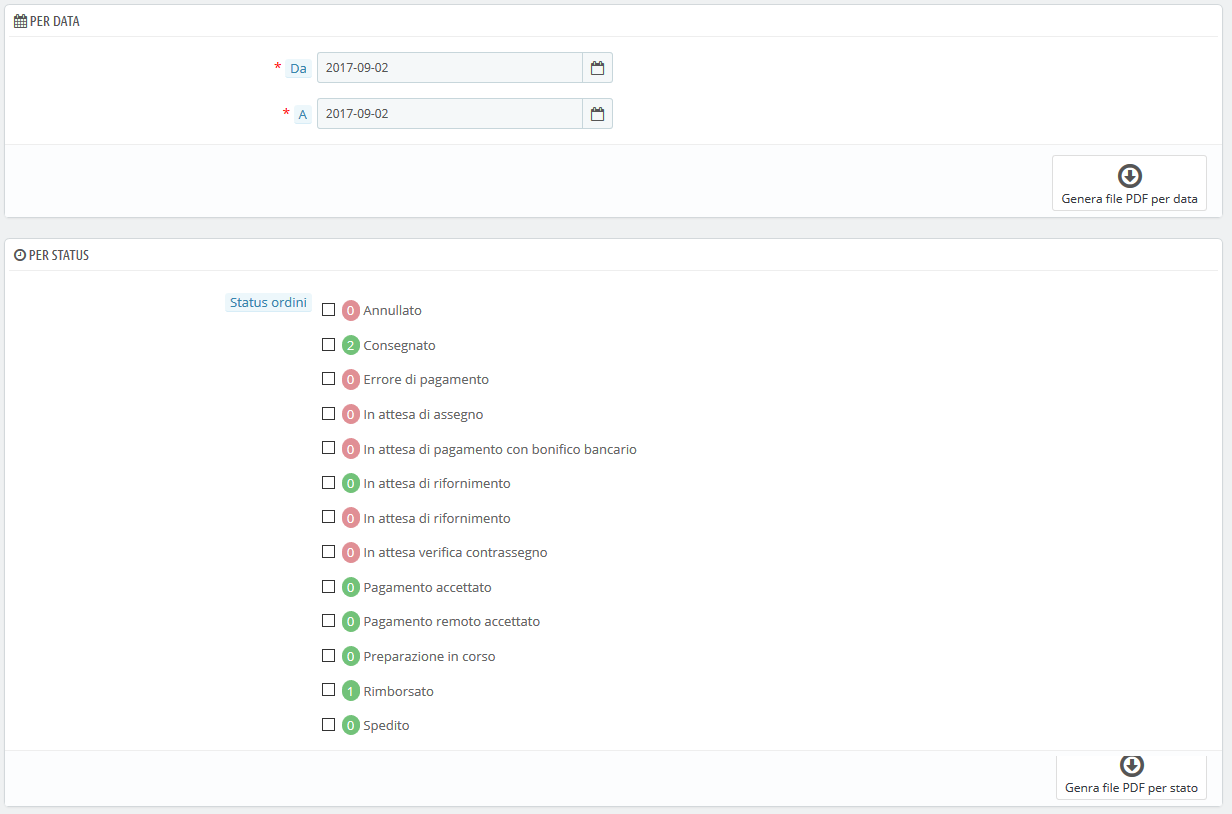 PER DATA
* Da 2017-09-02
* A 2017-09-02
Genera file PDF per data
PER STATUS
Status ordini
0 Annullato
2 Consegnato
0 Errore di pagamento
0 In attesa di assegno
0 In attesa di pagamento con bonifico bancario
0 In attesa di rifornimento
0 In attesa di rifornimento
0 In attesa verifica contrassegno
0 Pagamento accettato
0 Pagamento remoto accettato
0 Preparazione in corso
1 Rimborsato
0 Spedito
Genra file PDF per stato